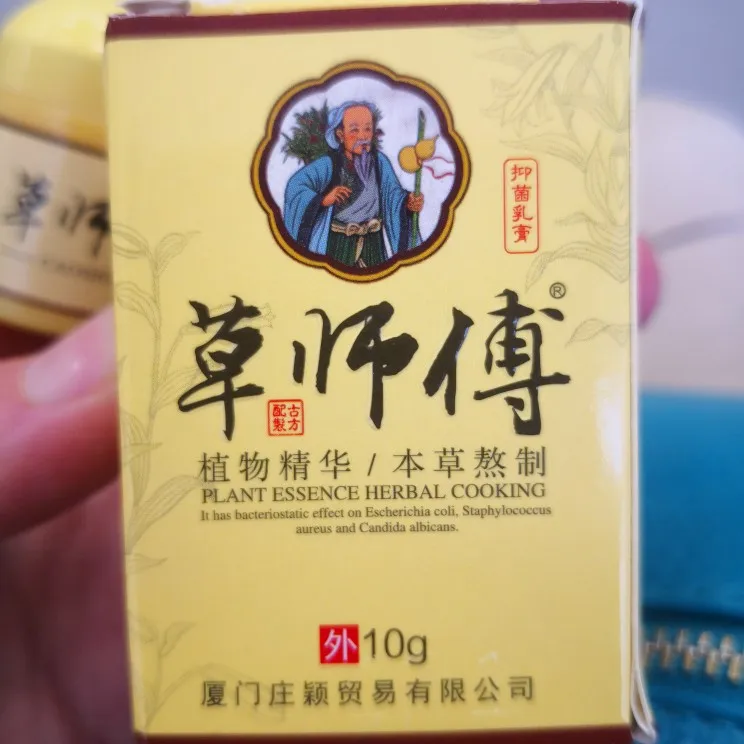 抑菌乳膏
草师傅®
古方
配製
植物精华/本草熬制
PLANT ESSENCE HERBAL COOKING
It has bacteriostatic effect on Escherichia coli, Staphylococcus
aureus and Candida albicans.
外10g
厦门庄颖贸易有限公司
草师